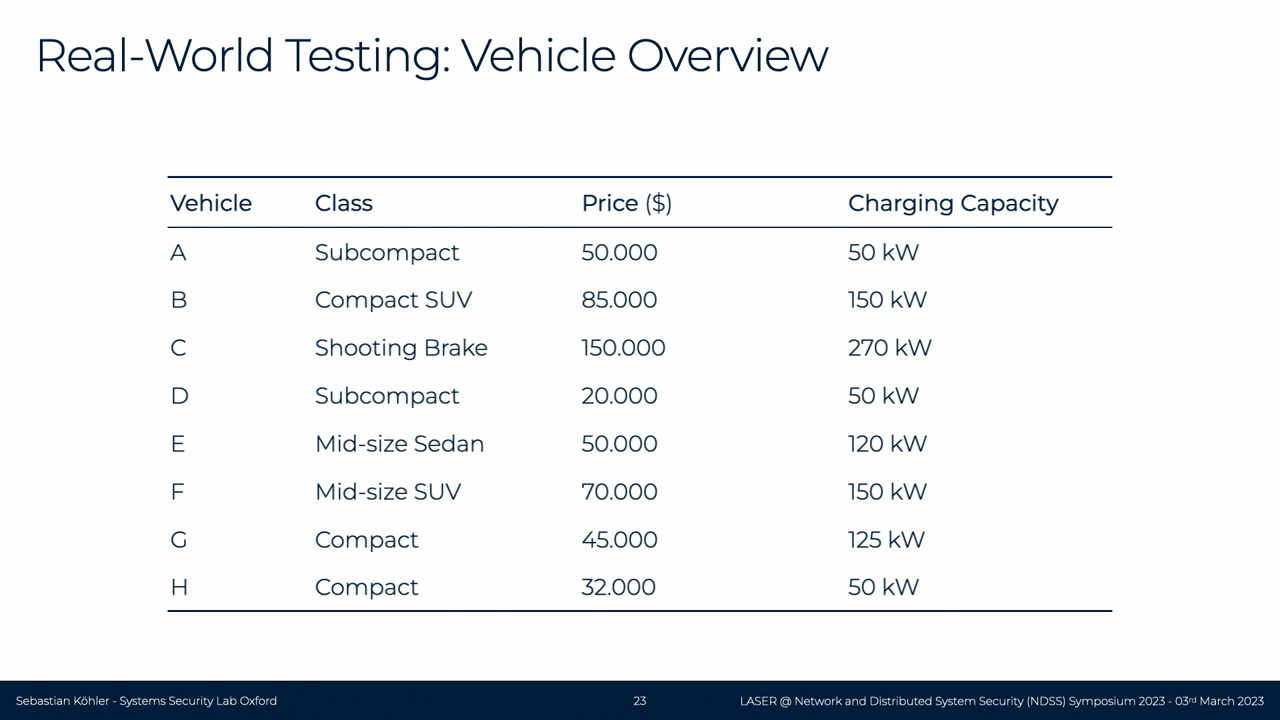 Real-World Testing: Vehicle Overview
Vehicle Class Price ($) Charging Capacity
A Subcompact 50.000 50 kW
B Compact SUV 85.000 150 kW
C Shooting Brake 150.000 270 kW
D Subcompact 20.000 50 kW
E Mid-size Sedan 50.000 120 kW
F Mid-size SUV 70.000 150 kW
G Compact 45.000 125 kW
H Compact 32.000 50 kW
Sebastian Köhler - Systems Security Lab Oxford 23 LASER @ Network and Distributed System Security (NDSS) Symposium 2023 - 03rd March 2023